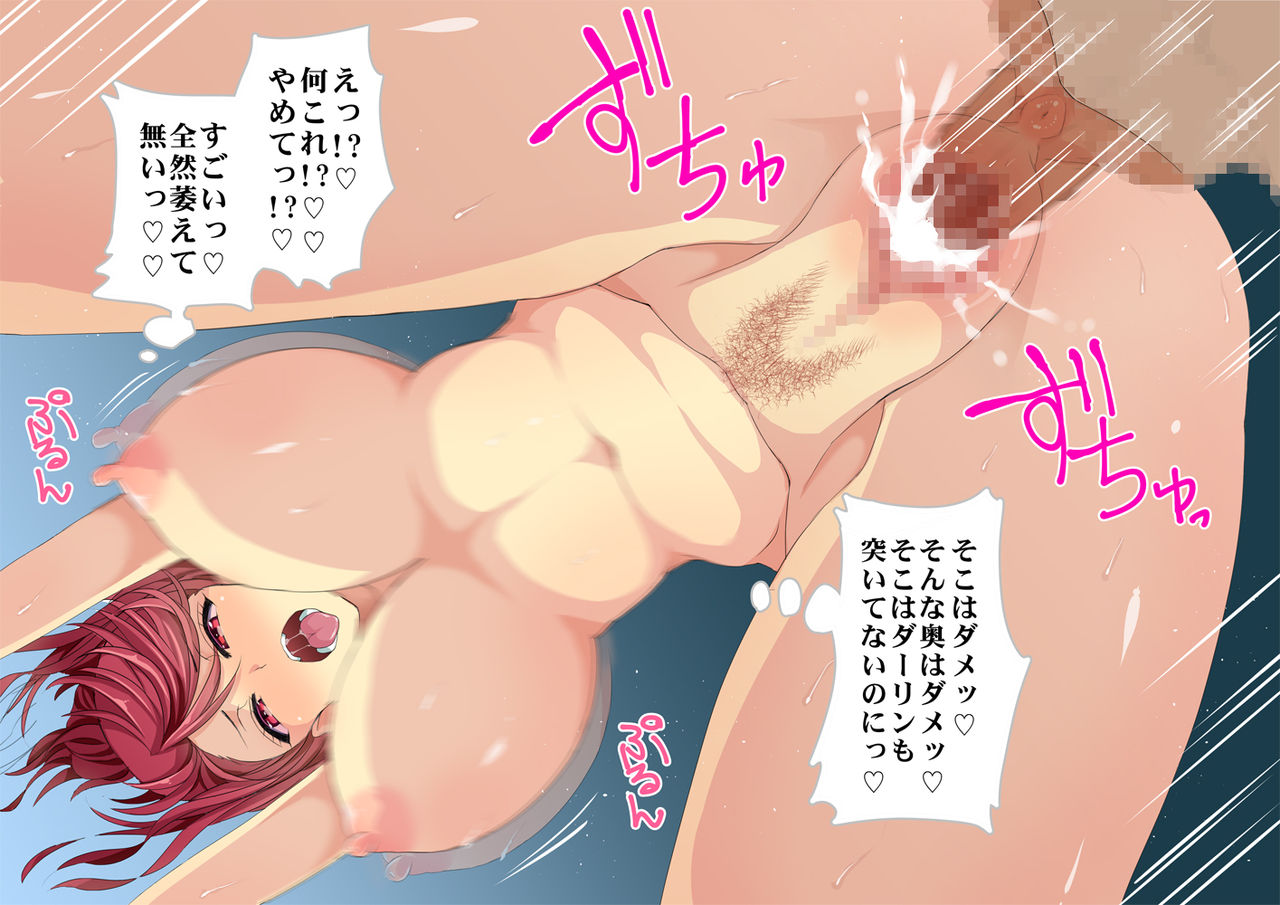 えっ!?♡
何これ!?♡♡
やめてっ!?♡
すごいっ♡
全然萎えて
無いっ♡♡
ずちゅ
ずちゅっ
ぷるん
ぷるん
そこはダメッ♡
そんな奥はダメッ♡
そこはダーリンも
突いてないのにっ♡